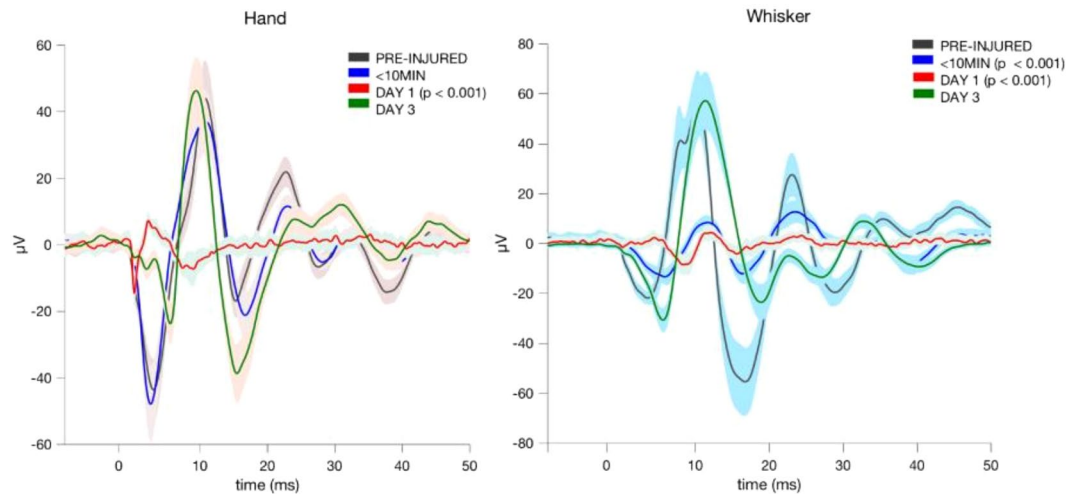 Hand
60
40
20
0
-20
-40
-60
µV
0
10
20
30
40
50
time (ms)
PRE-INJURED
<10MIN
DAY 1 (p < 0.001)
DAY 3
Whisker
80
60
40
20
0
-20
-40
-60
-80
µV
0
10
20
30
40
50
time (ms)
PRE-INJURED
<10MIN (p < 0.001)
DAY 1 (p < 0.001)
DAY 3